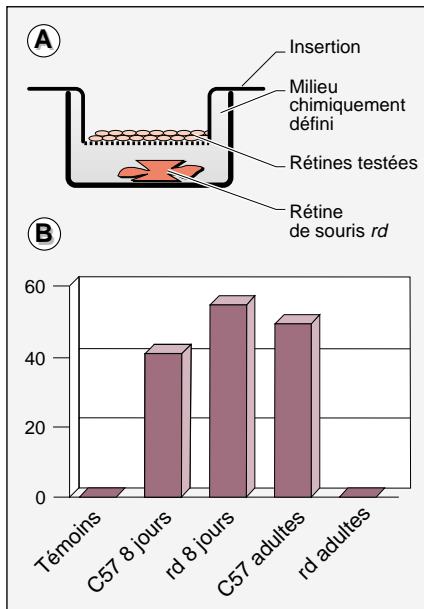 A
Insertion
Milieu
chimiquement
défini
Rétines testées
Rétine
de souris rd
B
60
40
20
0
Témoins
C57 8 jours
rd 8 jours
C57 adultes
rd adultes